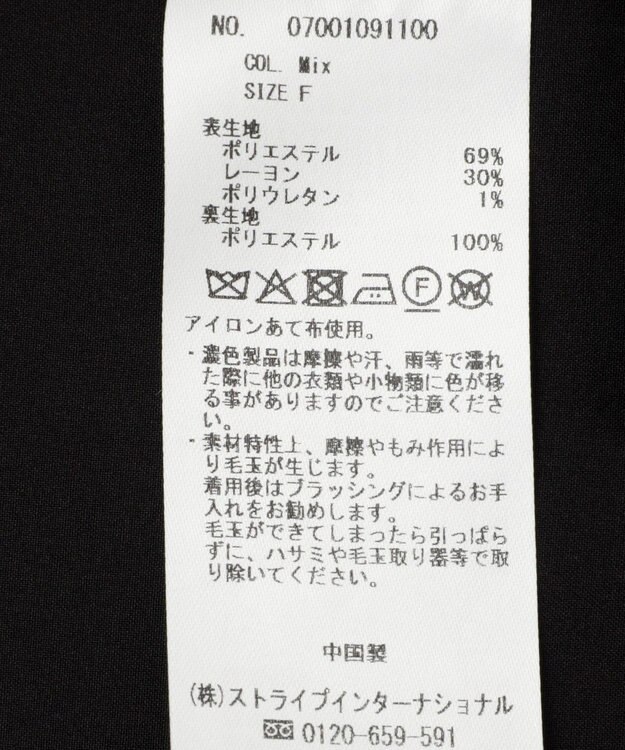 NO. 07001091100
COL. Mix
SIZE F
表生地
ポリエステル 69%
レーヨン 30%
ポリウレタン 1%
裏生地
ポリエステル 100%
F W
アイロンあて布使用。
・濃色製品は摩擦や汗、雨等で濡れ
た際に他の衣類や小物類に色が移
る事がありますのでご注意くださ
い。
・素材特性上、摩擦やもみ作用によ
り毛玉が生じます。
着用後はブラッシングによるお手
入れをお勧めします。
毛玉ができてしまったら引っぱら
ずに、ハサミや毛玉取り器等で取
り除いてください。
中国製
(株)ストライプインターナショナル
0120-659-591